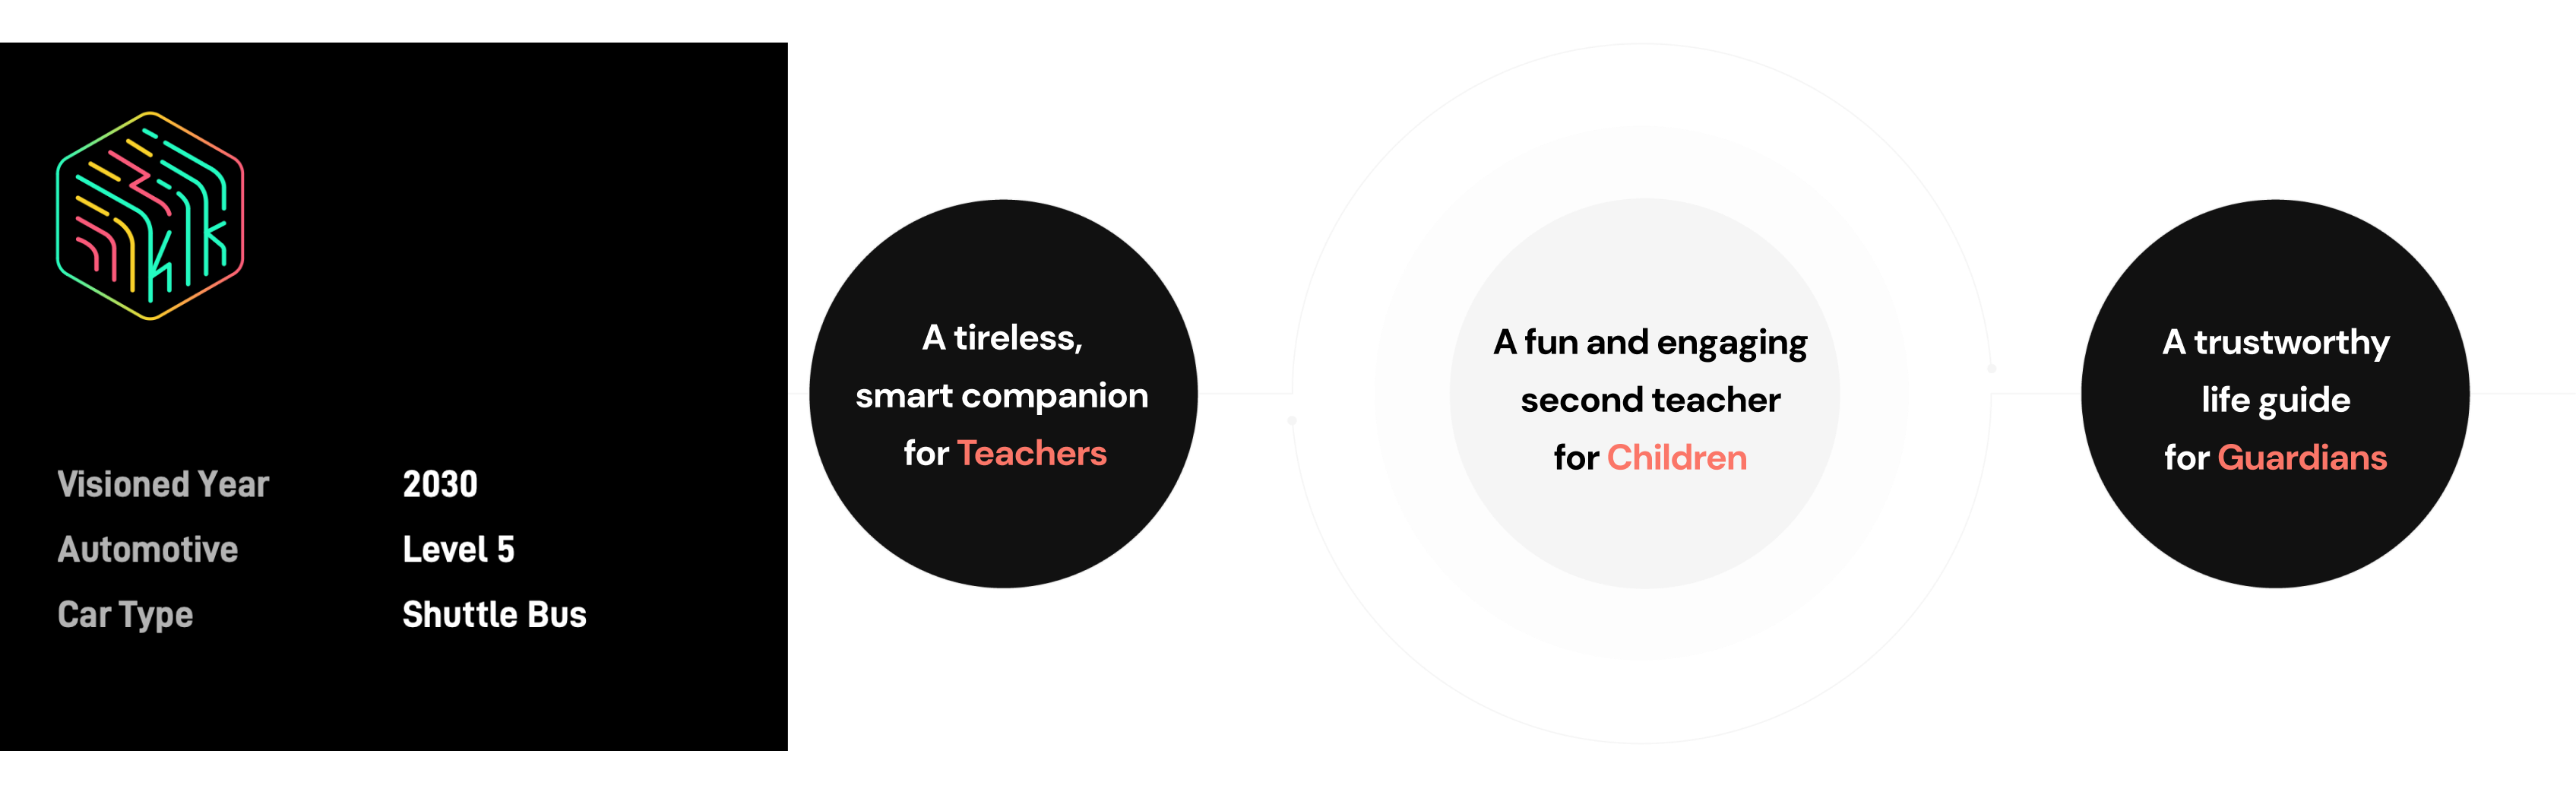 Visioned Year 2030
Automotive Level 5
Car Type Shuttle Bus
A tireless,
smart companion
for Teachers
A fun and engaging
second teacher
for Children
A trustworthy
life guide
for Guardians